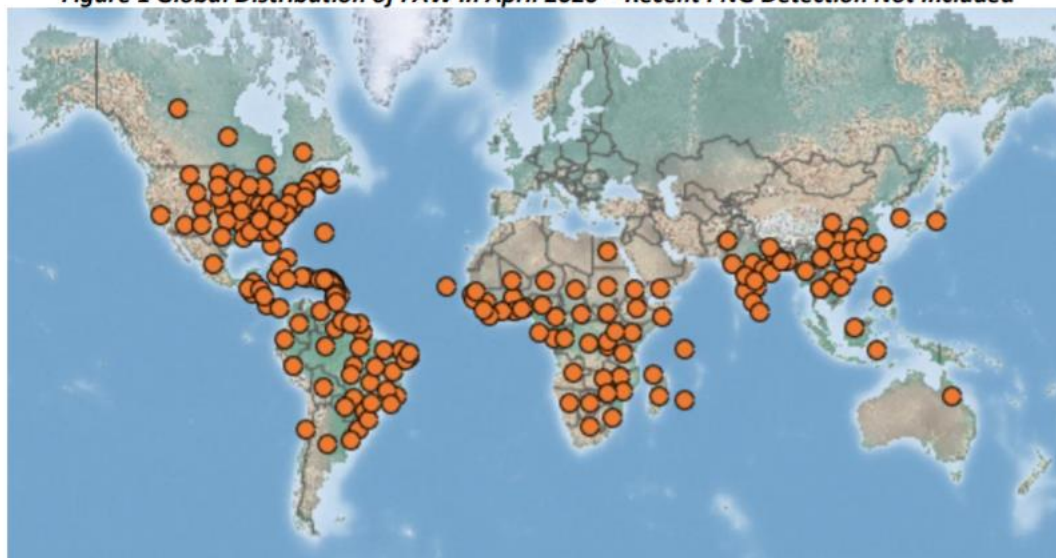 Figure 1 Global Distribution of FAW in April 2020 – Recent PNG Detection Not Included